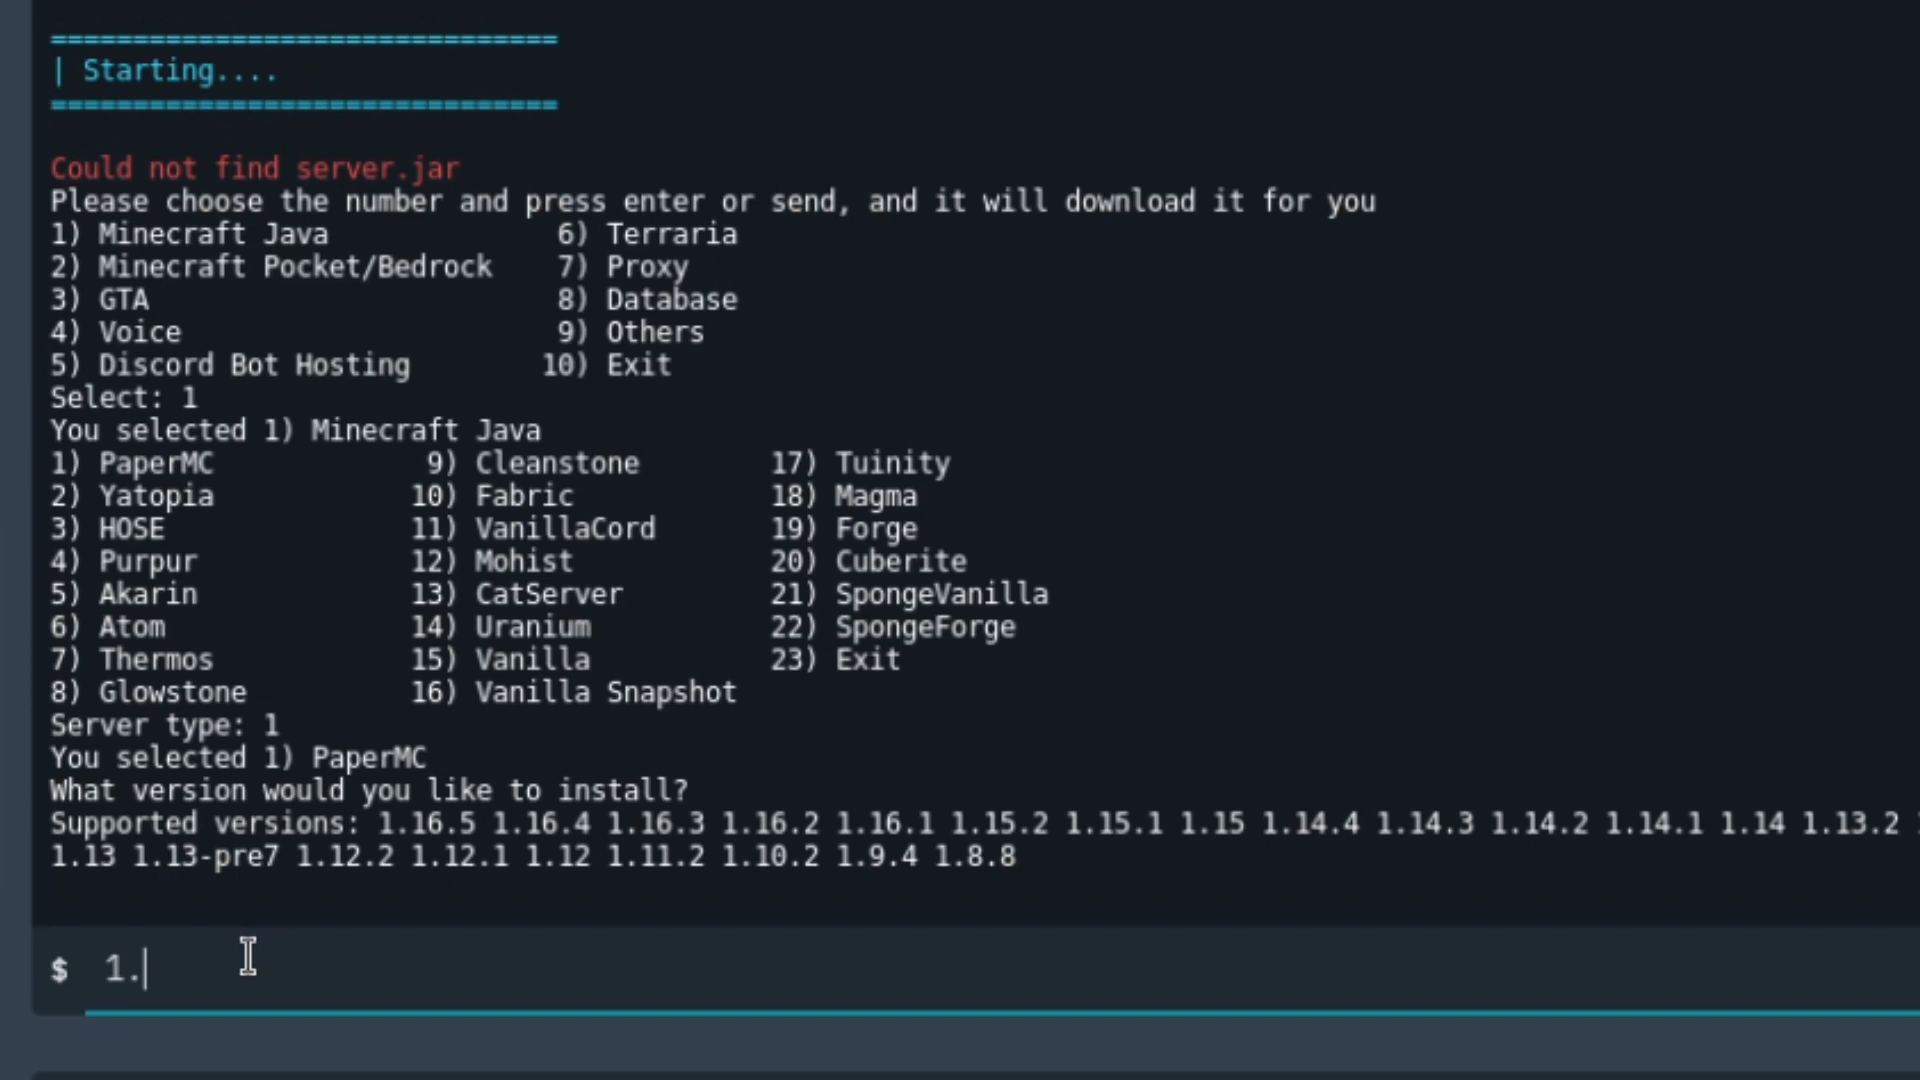 ===============================
| Starting....
===============================
Could not find server.jar
Please choose the number and press enter or send, and it will download it for you
1) Minecraft Java 6) Terraria
2) Minecraft Pocket/Bedrock 7) Proxy
3) GTA 8) Database
4) Voice 9) Others
5) Discord Bot Hosting 10) Exit
Select: 1
You selected 1) Minecraft Java
1) PaperMC 9) Cleanstone 17) Tuinity
2) Yatopia 10) Fabric 18) Magma
3) HOSE 11) VanillaCord 19) Forge
4) Purpur 12) Mohist 20) Cuberite
5) Akarin 13) CatServer 21) SpongeVanilla
6) Atom 14) Uranium 22) SpongeForge
7) Thermos 15) Vanilla 23) Exit
8) Glowstone 16) Vanilla Snapshot
Server type: 1
You selected 1) PaperMC
What version would you like to install?
Supported versions: 1.16.5 1.16.4 1.16.3 1.16.2 1.16.1 1.15.2 1.15.1 1.15 1.14.4 1.14.3 1.14.2 1.14.1 1.14 1.13.2
1.13 1.13-pre7 1.12.2 1.12.1 1.12 1.11.2 1.10.2 1.9.4 1.8.8
$ 1.